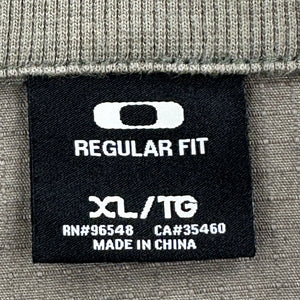 REGULAR FIT
XL/TG
RN#96548 CA#35460
MADE IN CHINA